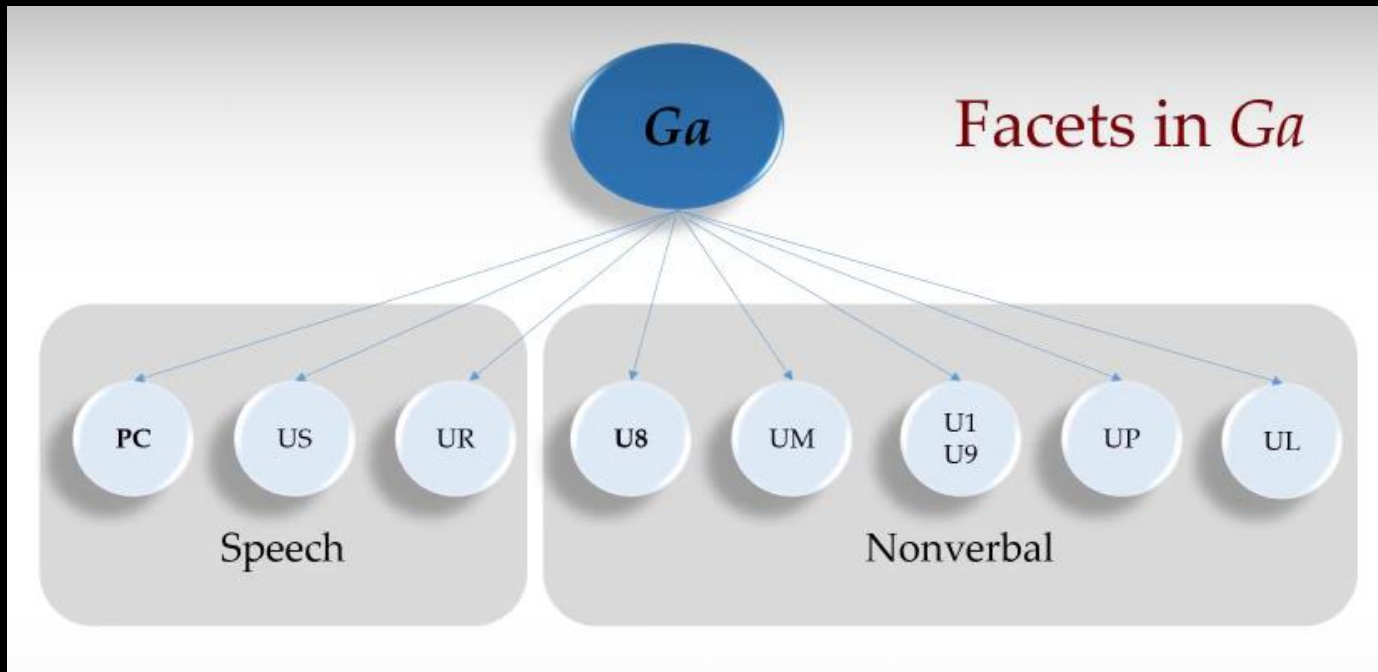 Ga
Facets in Ga
PC
US
UR
U8
UM
U1
U9
UP
UL
Speech
Nonverbal